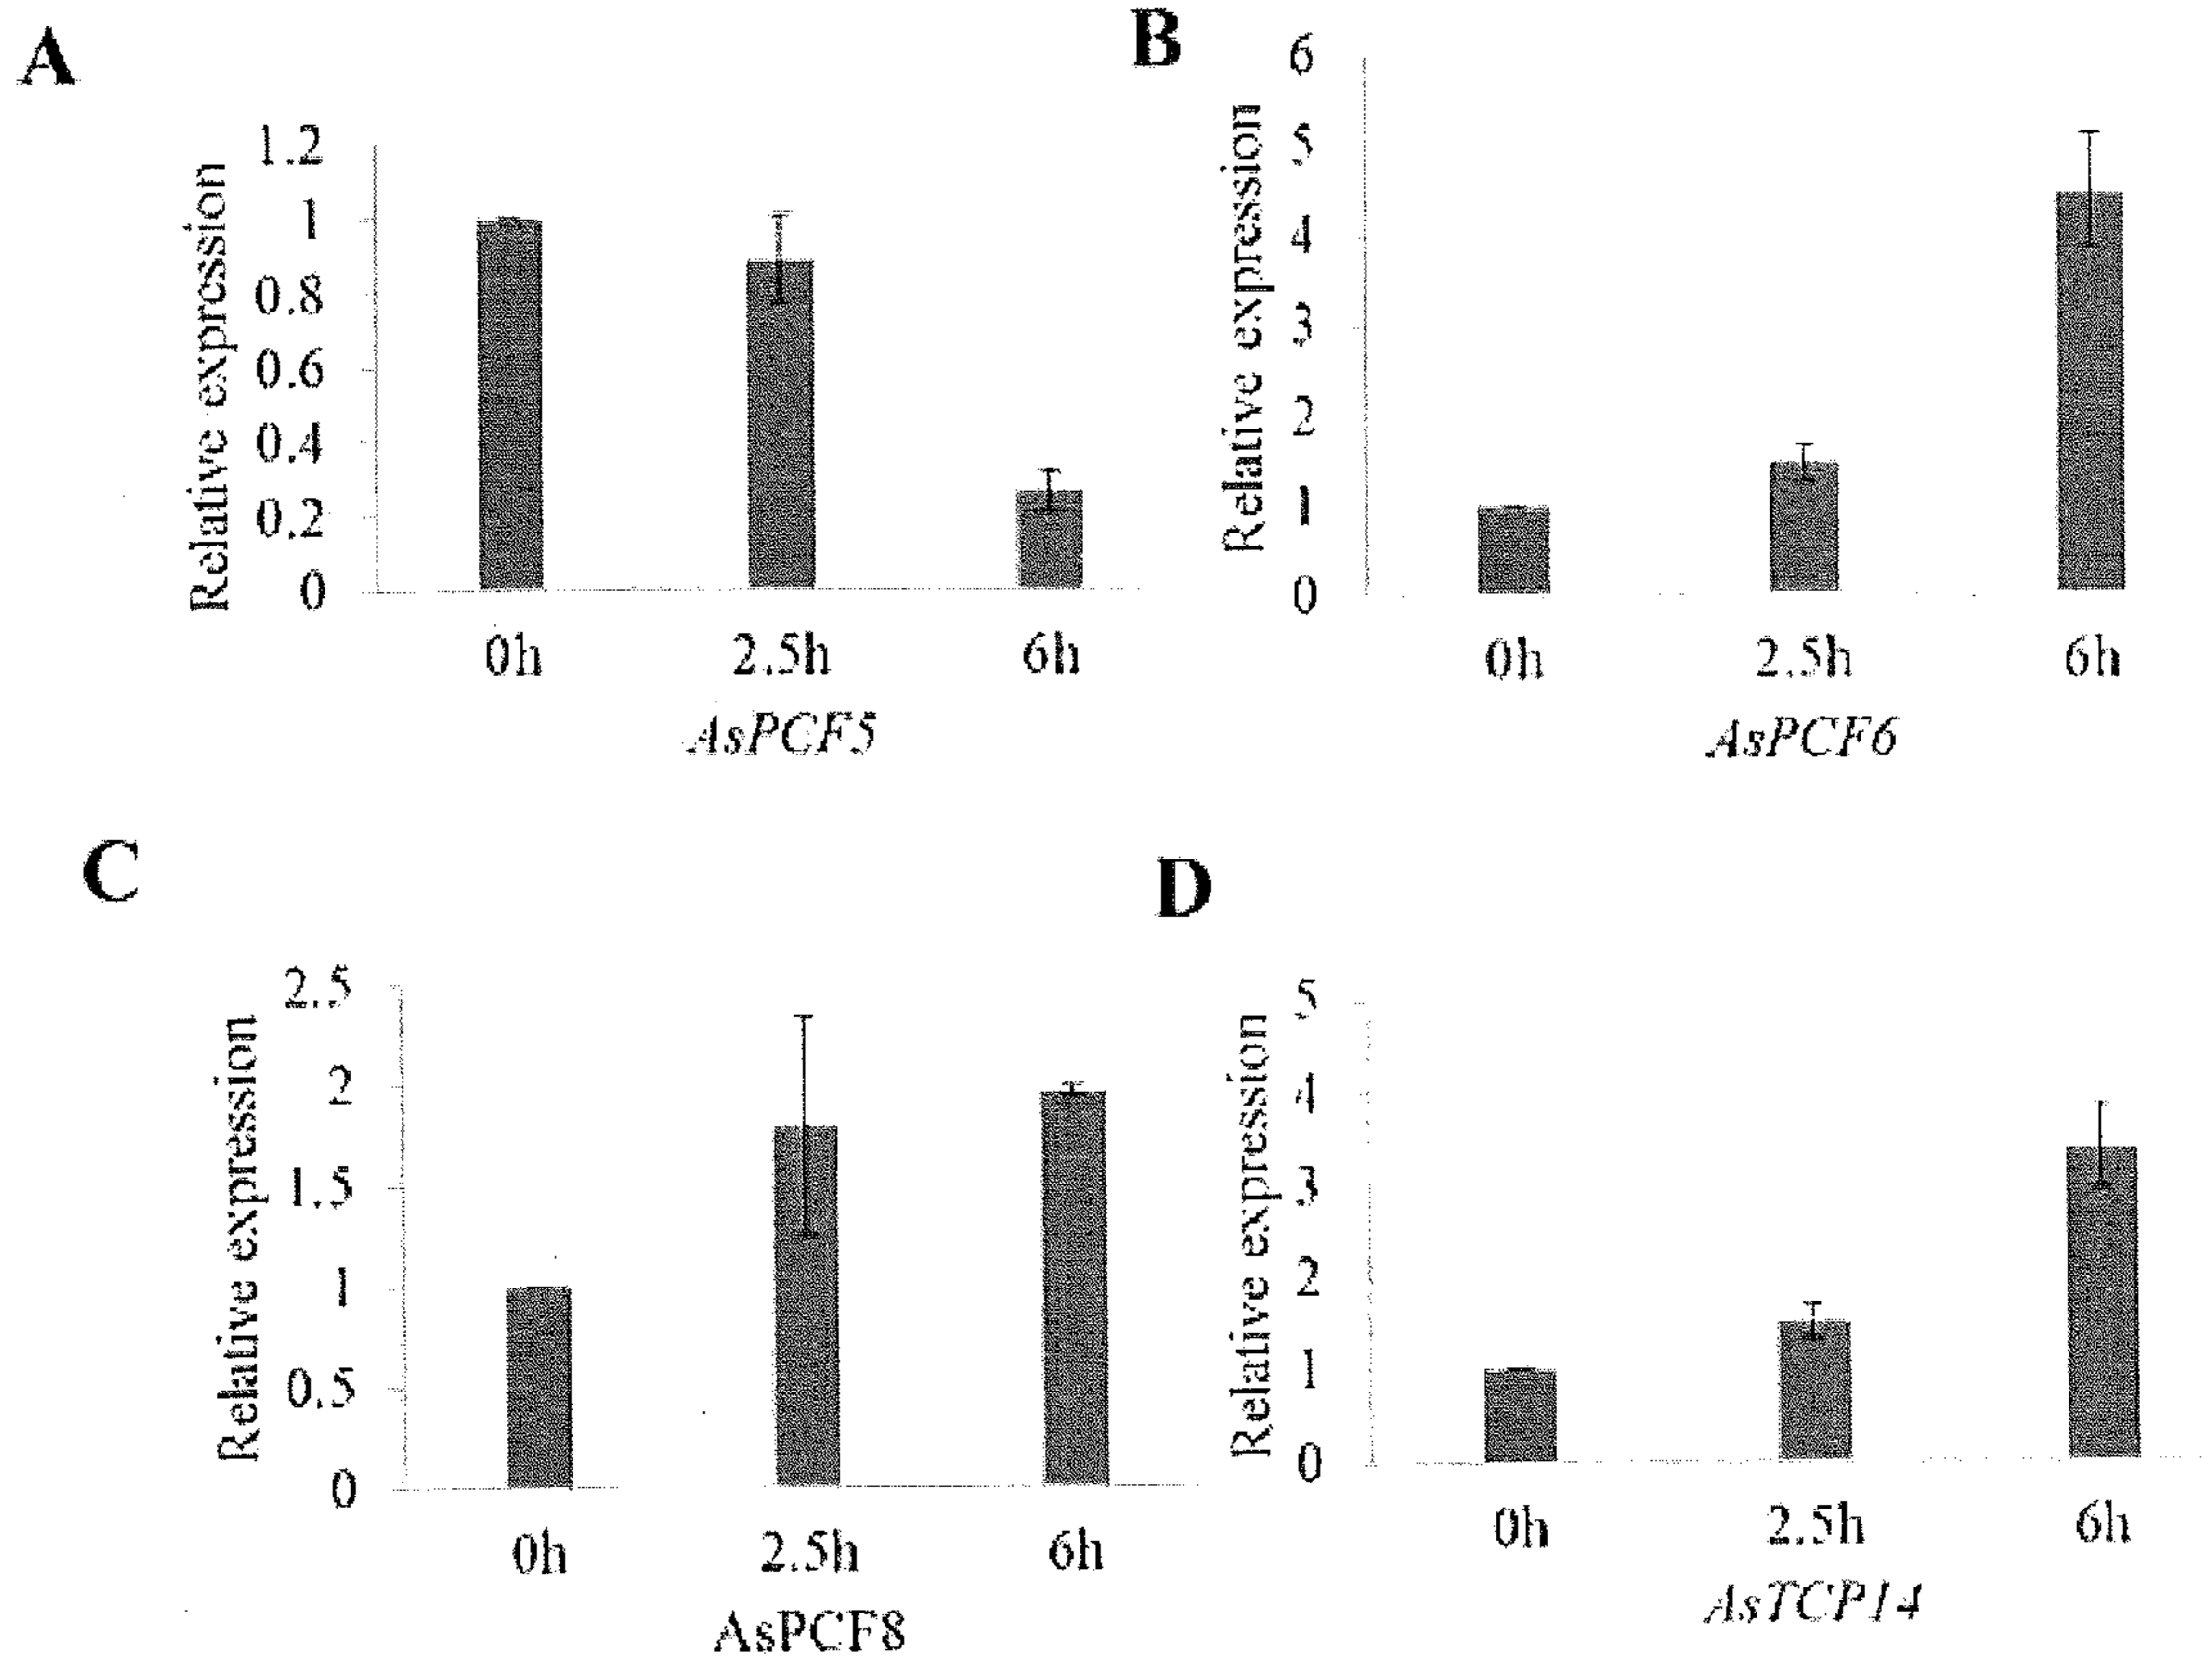 A
Relative expression
1.2
1
0.8
0.6
0.4
0.2
0
0h 2.5h 6h
AsPCF5
B
Relative expression
6
5
4
3
2
1
0
0h 2.5h 6h
AsPCF6
C
Relative expression
2.5
2
1.5
1
0.5
0
0h 2.5h 6h
AsPCF8
D
Relative expression
5
4
3
2
1
0
0h 2.5h 6h
AsTCP14